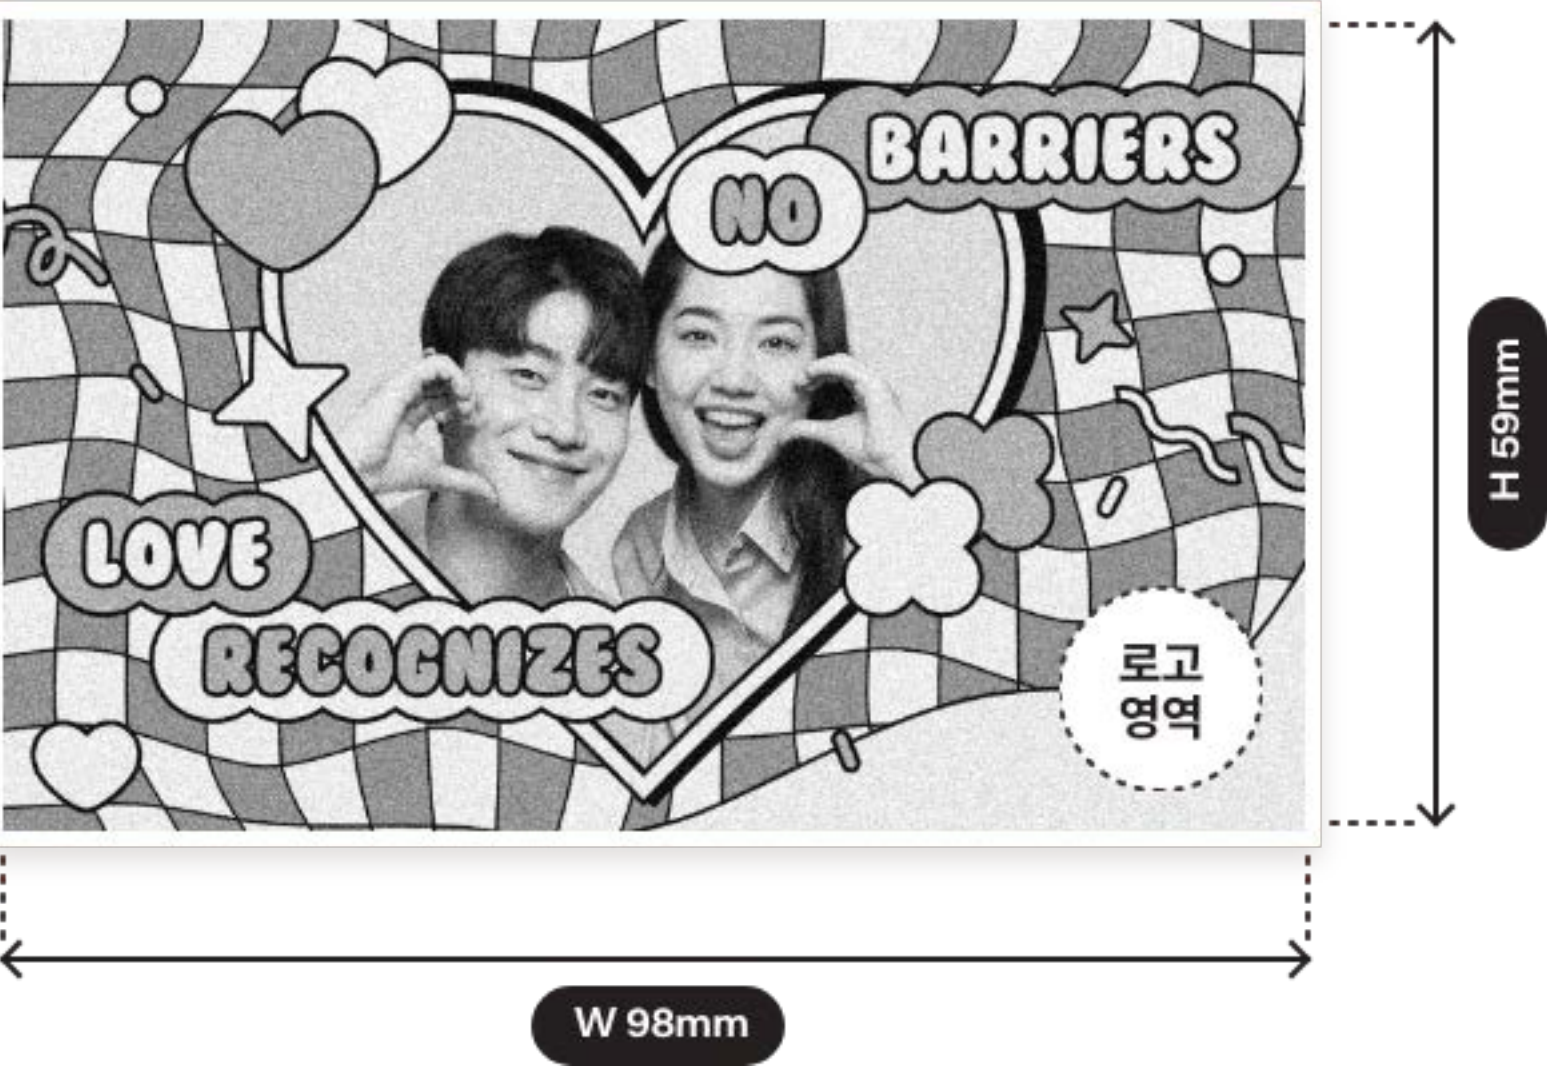 BARRIERS
NO
LOVE
RECOGNIZES
로고
영역
H 59mm
W 98mm